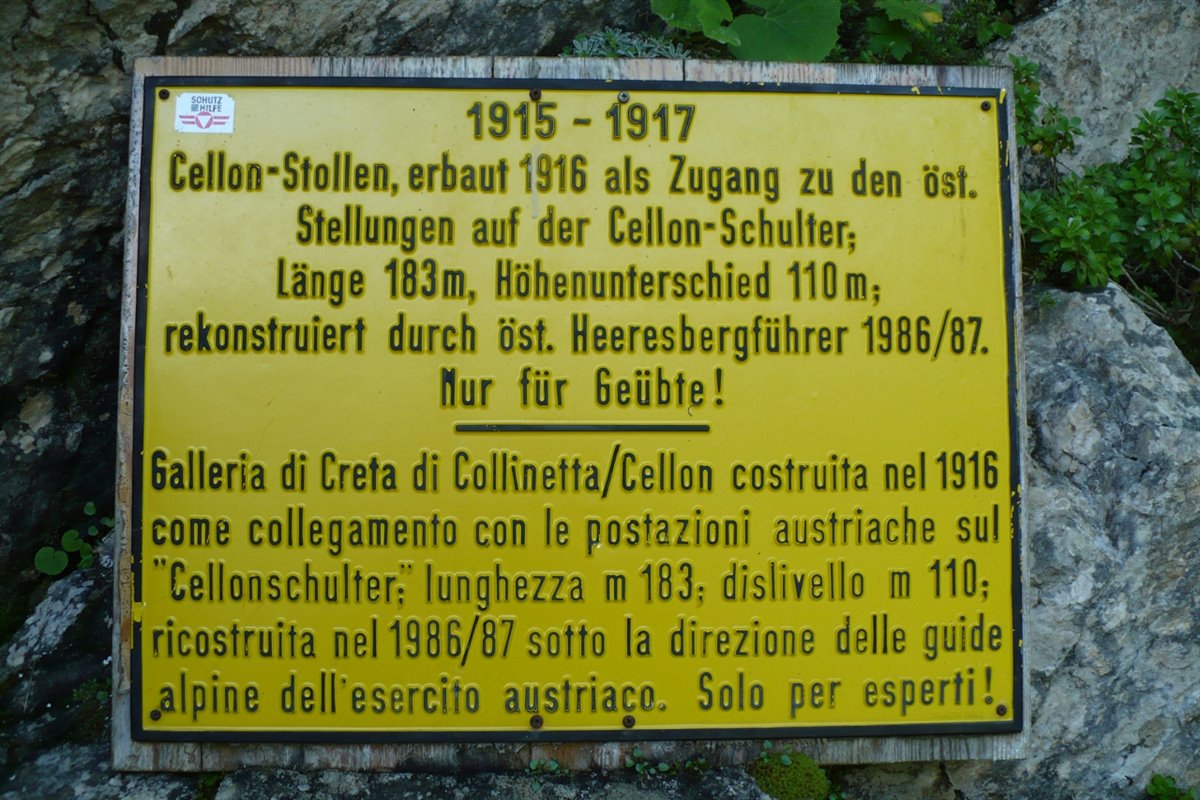 SCHUTZ
HILFE
1915 - 1917
Cellon-Stollen, erbaut 1916 als Zugang zu den öst.
Stellungen auf der Cellon-Schulter;
Länge 183m, Höhenunterschied 110m;
rekonstruiert durch öst. Heeresbergführer 1986/87.
Nur für Geübte!
Galleria di Creta di Collinetta/Cellon costruita nel 1916
come collegamento con le postazioni austriache sul
"Cellonschulter;" lunghezza m 183; dislivello m 110;
ricostruita nel 1986/87 sotto la direzione delle guide
alpine dell'esercito austriaco. Solo per esperti!